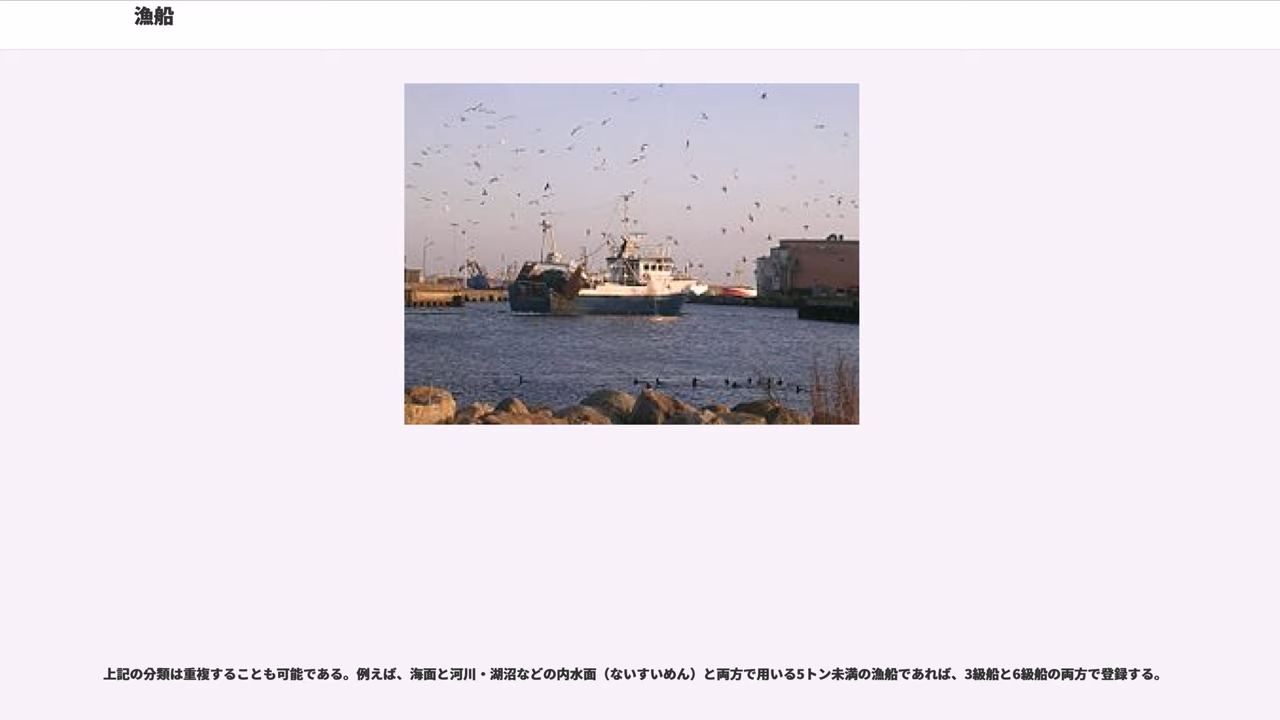 漁船
上記の分類は重複することも可能である。例えば、海面と河川・湖沼などの内水面（ないすいめん）と両方で用いる5トン未満の漁船であれば、3級船と6級船の両方で登録する。